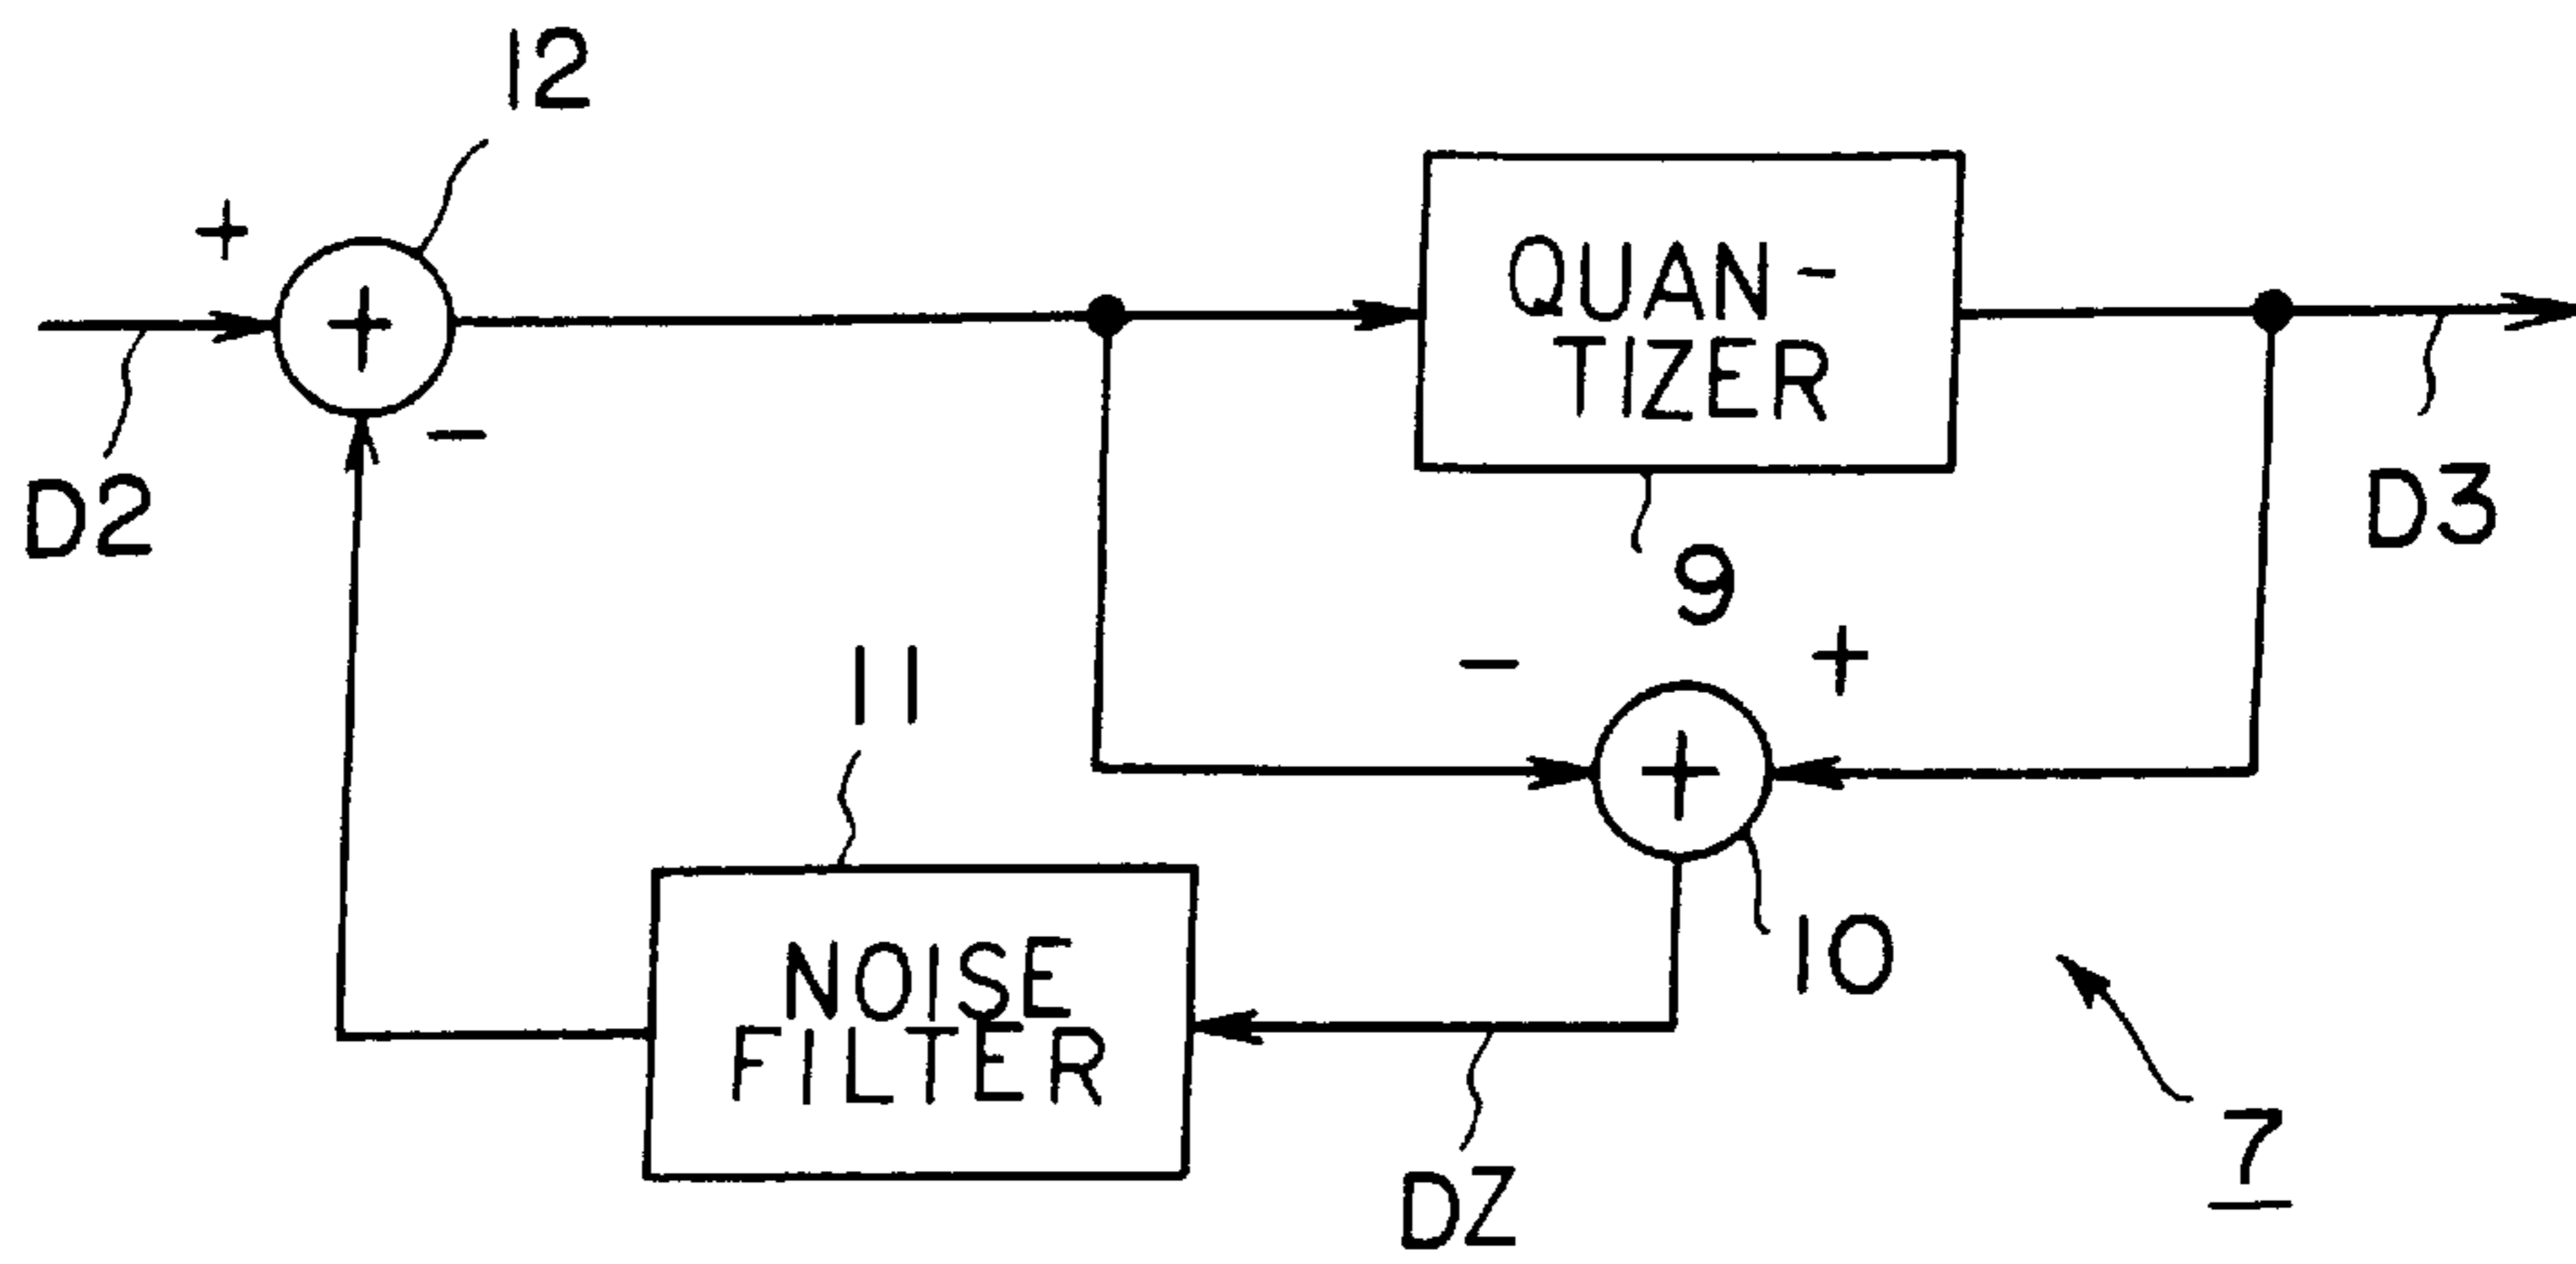 12
+
+
QUAN-
TIZER
-
D2
D3
9
-
+
11
+
10
NOISE
FILTER
7
DZ